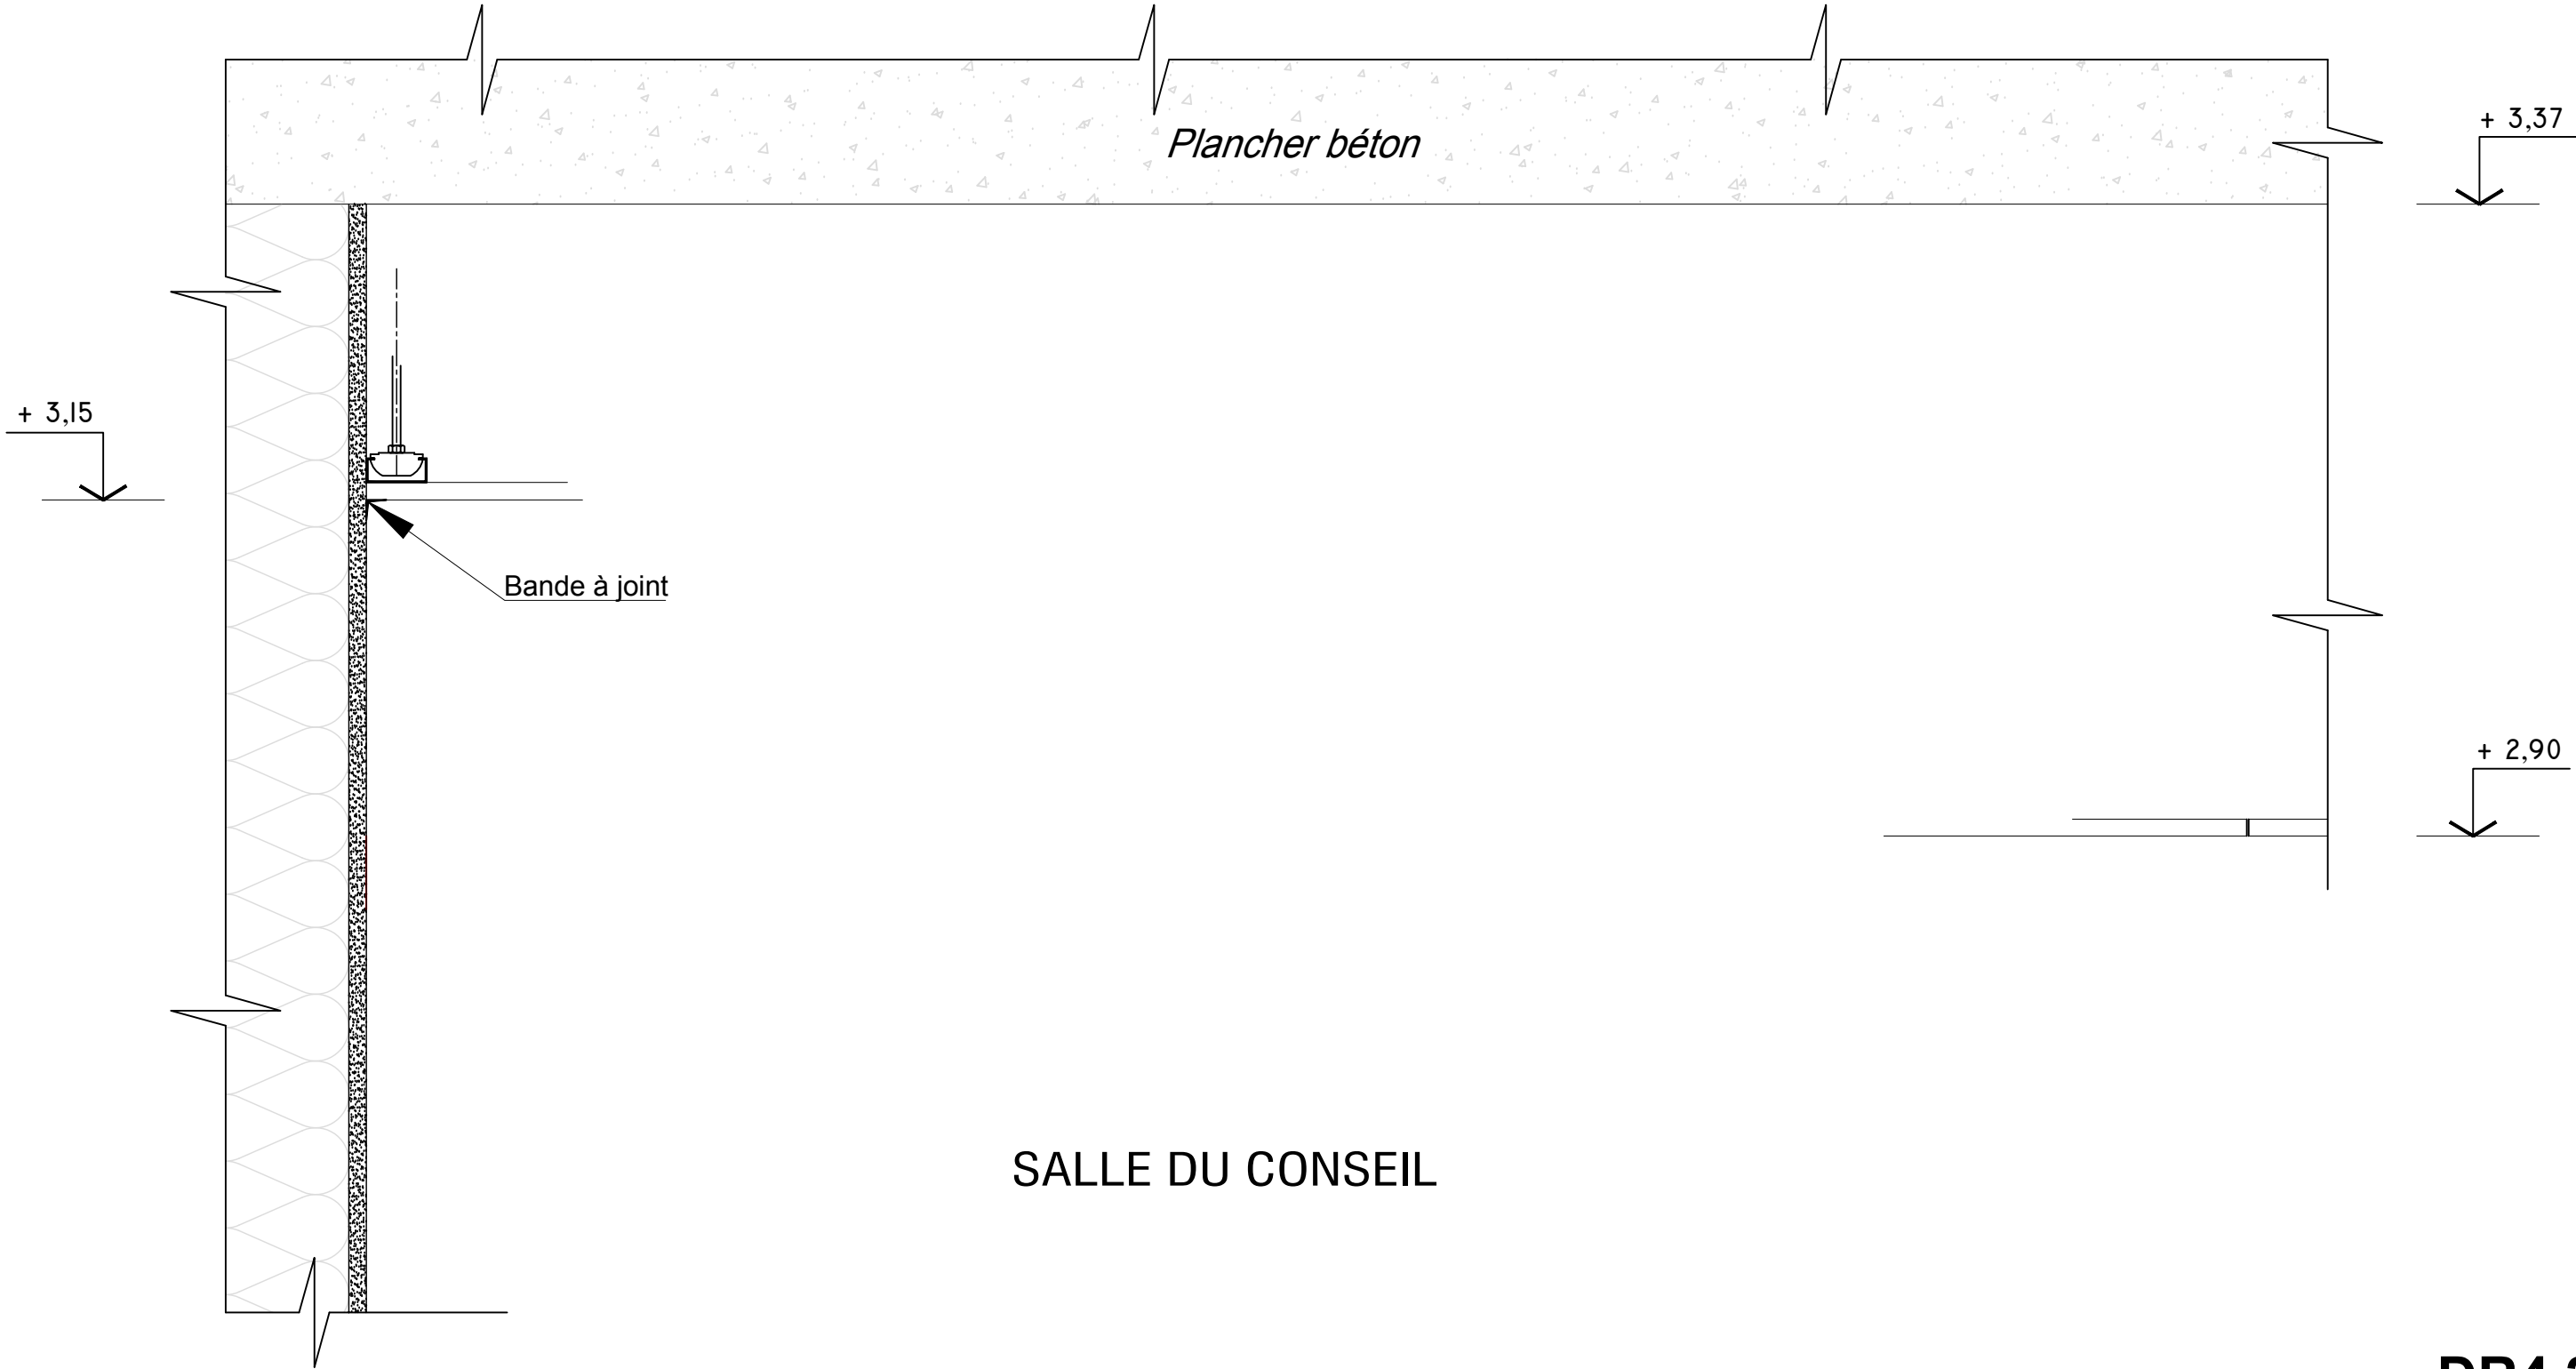 Plancher béton
+ 3,37
+ 3,15
Bande à joint
+ 2,90
SALLE DU CONSEIL